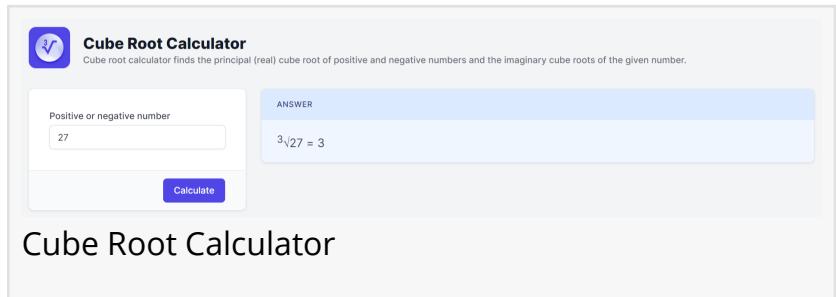 Cube Root Calculator
Cube root calculator finds the principal (real) cube root of positive and negative numbers and the imaginary cube roots of the given number.
Positive or negative number
27
Calculate
ANSWER
³√27 = 3
Cube Root Calculator